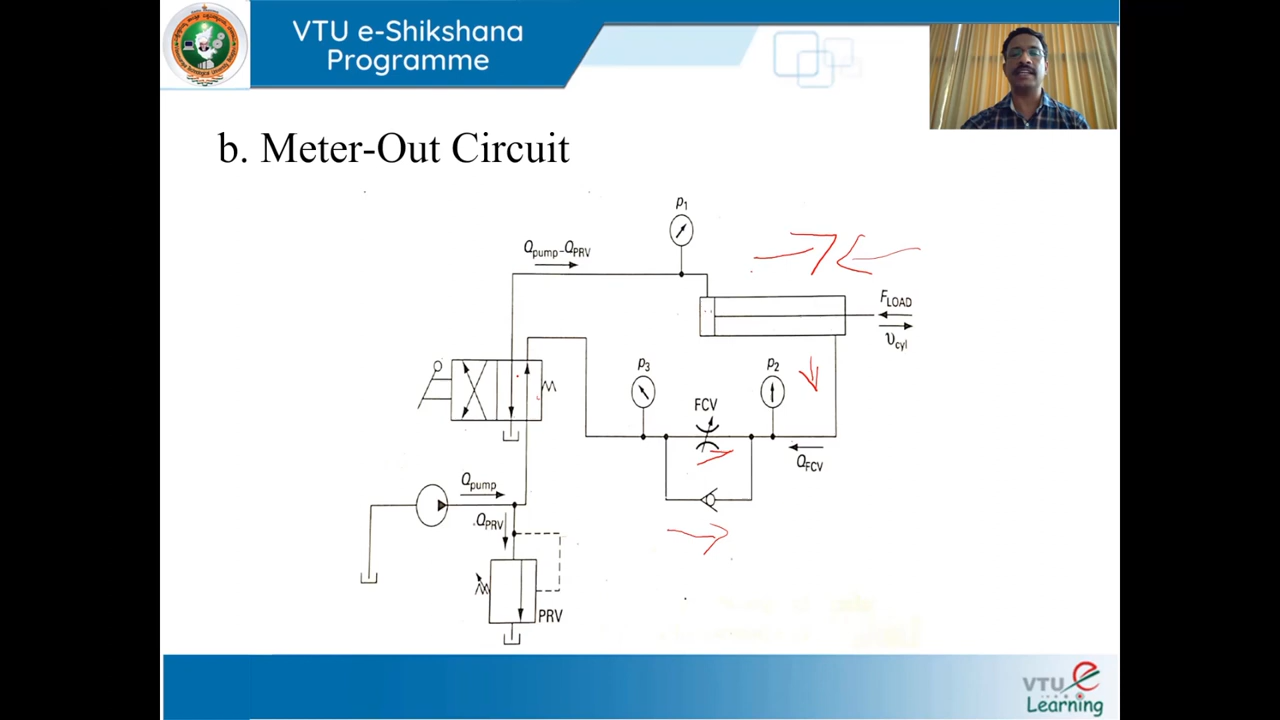 VTU e-Shikshana
Programme
b. Meter-Out Circuit
p1
Qpump-QPRV
FLOAD
υcyl
p3
p2
FCV
QFCV
Qpump
QPRV
PRV
VTU e
Learning